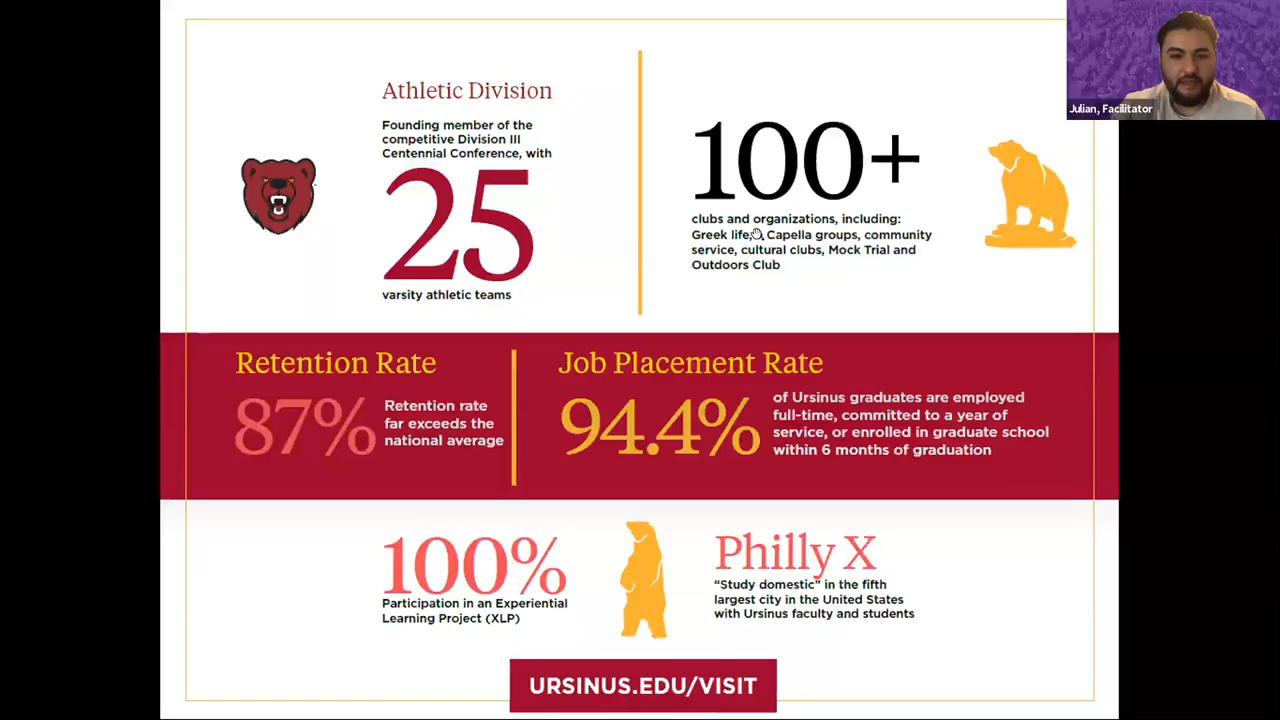 Julian, Facilitator
Athletic Division
Founding member of the
competitive Division III
Centennial Conference, with
25
varsity athletic teams
100+
clubs and organizations, including:
Greek life, Capella groups, community
service, cultural clubs, Mock Trial and
Outdoors Club
Retention Rate
87%
Retention rate
far exceeds the
national average
Job Placement Rate
94.4%
of Ursinus graduates are employed
full-time, committed to a year of
service, or enrolled in graduate school
within 6 months of graduation
100%
Participation in an Experiential
Learning Project (XLP)
Philly X
“Study domestic” in the fifth
largest city in the United States
with Ursinus faculty and students
URSINUS.EDU/VISIT